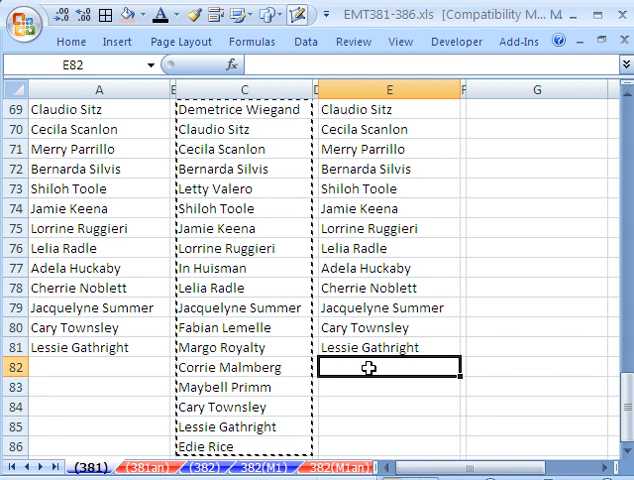 EMT381-386.xls [Compatibility M... M
Home Insert Page Layout Formulas Data Review View Developer Add-Ins
E82 fx
A B C D E F G
69 Claudio Sitz Demetrice Wiegand Claudio Sitz
70 Cecila Scanlon Claudio Sitz Cecila Scanlon
71 Merry Parrillo Cecila Scanlon Merry Parrillo
72 Bernarda Silvis Bernarda Silvis Bernarda Silvis
73 Shiloh Toole Letty Valero Shiloh Toole
74 Jamie Keena Shiloh Toole Jamie Keena
75 Lorrine Ruggieri Jamie Keena Lorrine Ruggieri
76 Lelia Radle Lorrine Ruggieri Lelia Radle
77 Adela Huckaby In Huisman Adela Huckaby
78 Cherrie Noblett Lelia Radle Cherrie Noblett
79 Jacquelyne Summer Jacquelyne Summer Jacquelyne Summer
80 Cary Townsley Fabian Lemelle Cary Townsley
81 Lessie Gathright Margo Royalty Lessie Gathright
82 Corrie Malmberg
83 Maybell Primm
84 Cary Townsley
85 Lessie Gathright
86 Edie Rice
(381) (381an) (382) 382(M1) 382(M1an)